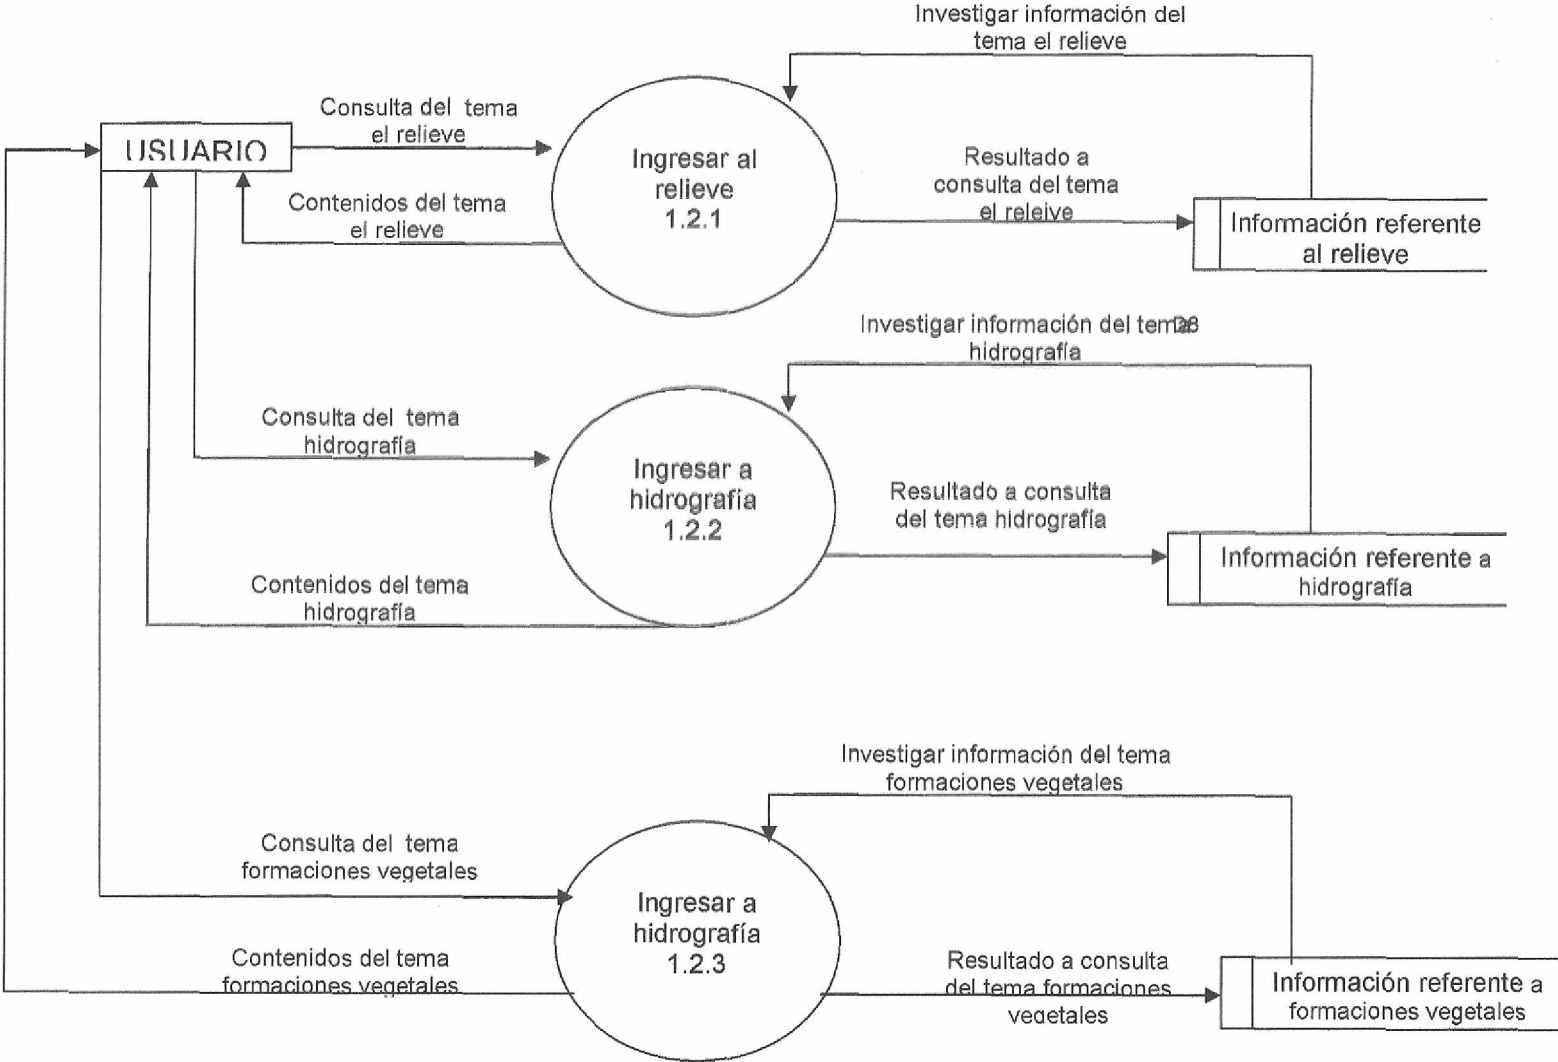 Investigar información del
tema el relieve
Consulta del tema
el relieve
USUARIO
Ingresar al
relieve
1.2.1
Resultado a
consulta del tema
el releive
Contenidos del tema
el relieve
Información referente
al relieve
Investigar información del tema
hidrografía
Consulta del tema
hidrografía
Ingresar a
hidrografía
1.2.2
Resultado a consulta
del tema hidrografía
Información referente a
hidrografía
Contenidos del tema
hidrografía
Investigar información del tema
formaciones vegetales
Consulta del tema
formaciones vegetales
Ingresar a
hidrografía
1.2.3
Contenidos del tema
formaciones vegetales
Resultado a consulta
del tema formaciones
vegetales
Información referente a
formaciones vegetales